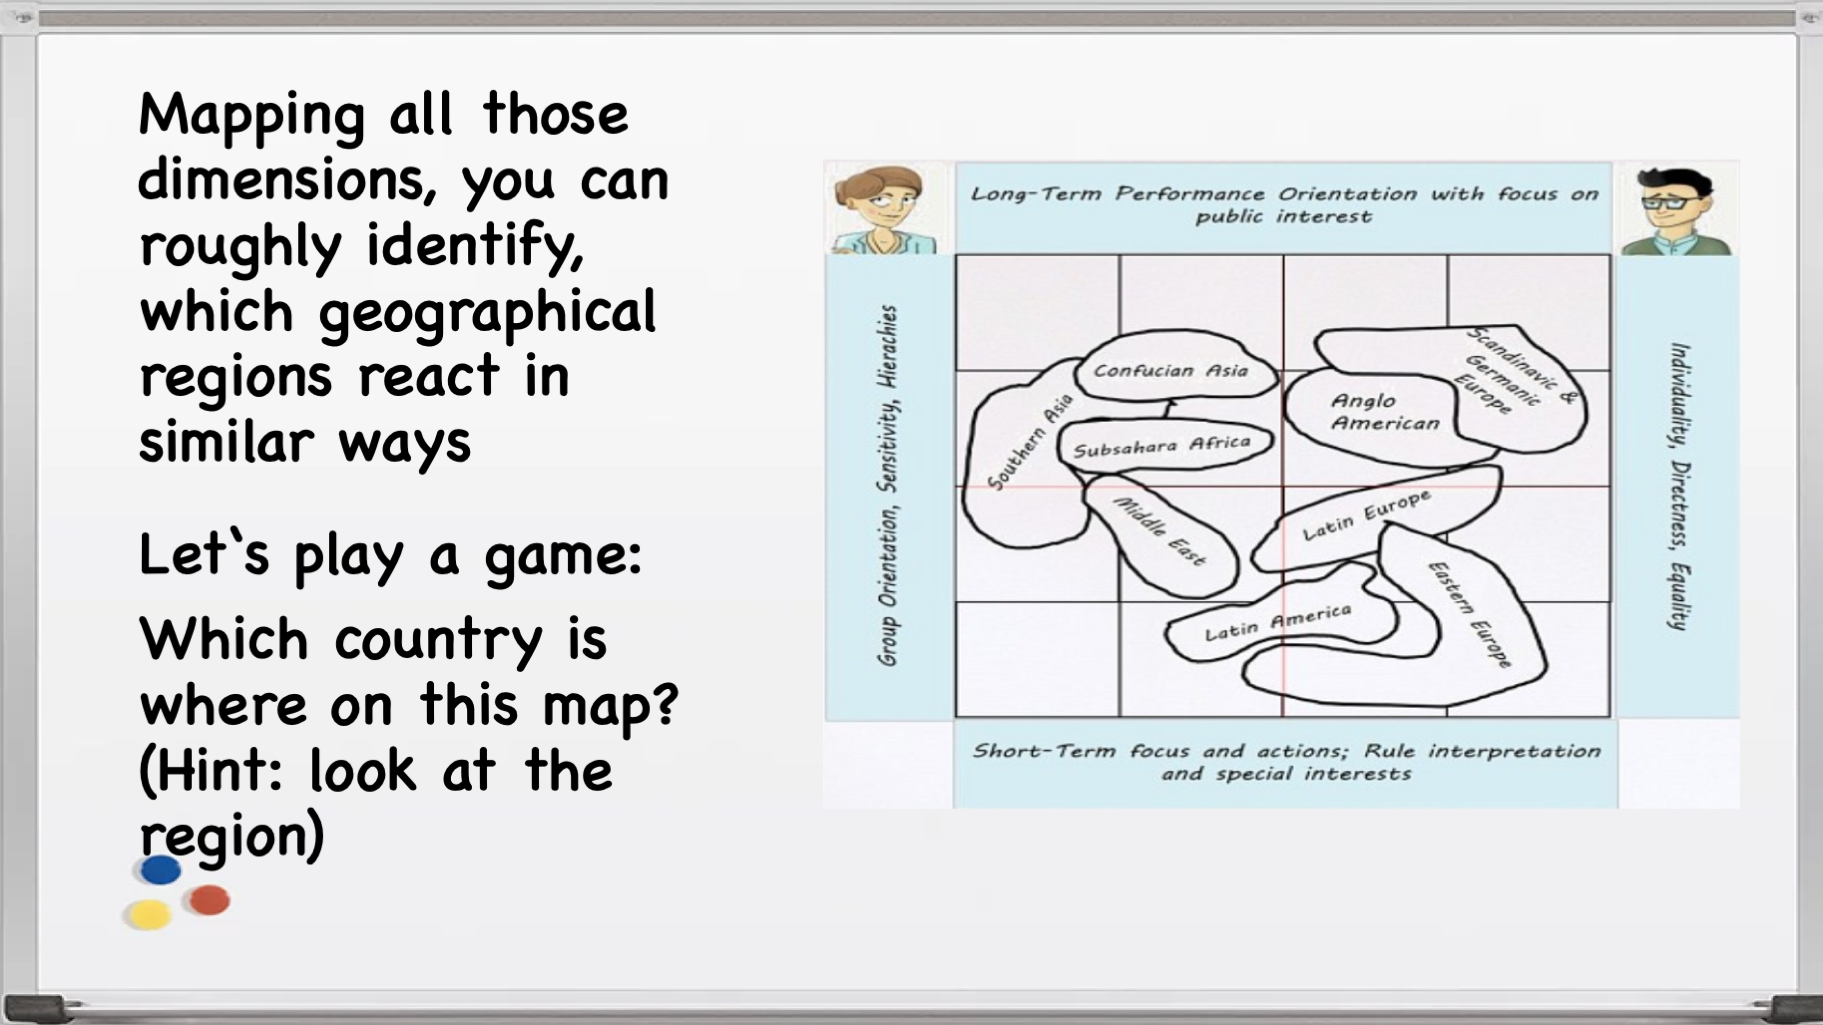 Mapping all those
dimensions, you can
roughly identify,
which geographical
regions react in
similar ways
Let‘s play a game:
Which country is
where on this map?
(Hint: look at the
region)
Long-Term Performance Orientation with focus on
public interest
Group Orientation, Sensitivity, Hierachies
Confucian Asia
Southern Asia
Subsahara Africa
Middle East
Scandinavic &
Germanic
Europe
Anglo
American
Latin Europe
Eastern Europe
Latin America
Individuality, Directness, Equality
Short-Term focus and actions; Rule interpretation
and special interests